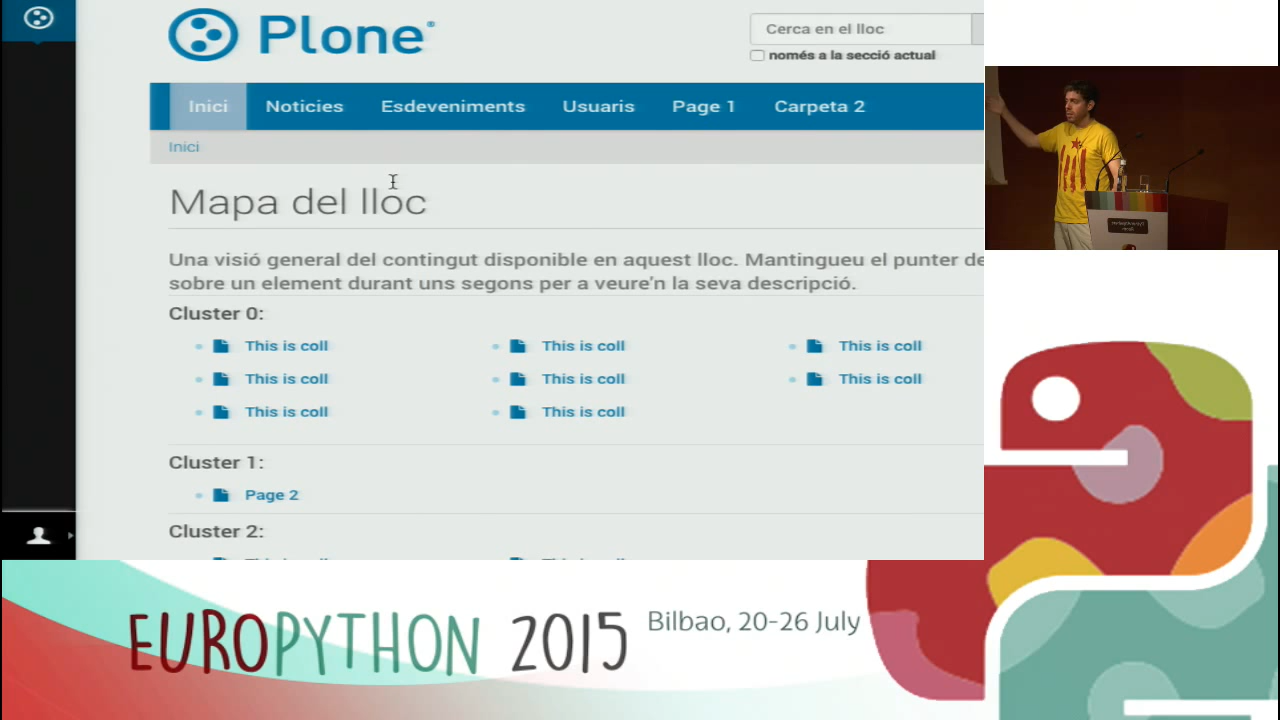 Plone®
Cerca en el lloc
només a la secció actual
Inici Noticies Esdeveniments Usuaris Page 1 Carpeta 2
Inici
Mapa del lloc
Una visió general del contingut disponible en aquest lloc. Mantingueu el punter de
sobre un element durant uns segons per a veure'n la seva descripció.
Cluster 0:
This is coll This is coll This is coll
This is coll This is coll This is coll
This is coll This is coll
Cluster 1:
Page 2
Cluster 2:
EUROPYTHON 2015 Bilbao, 20-26 July